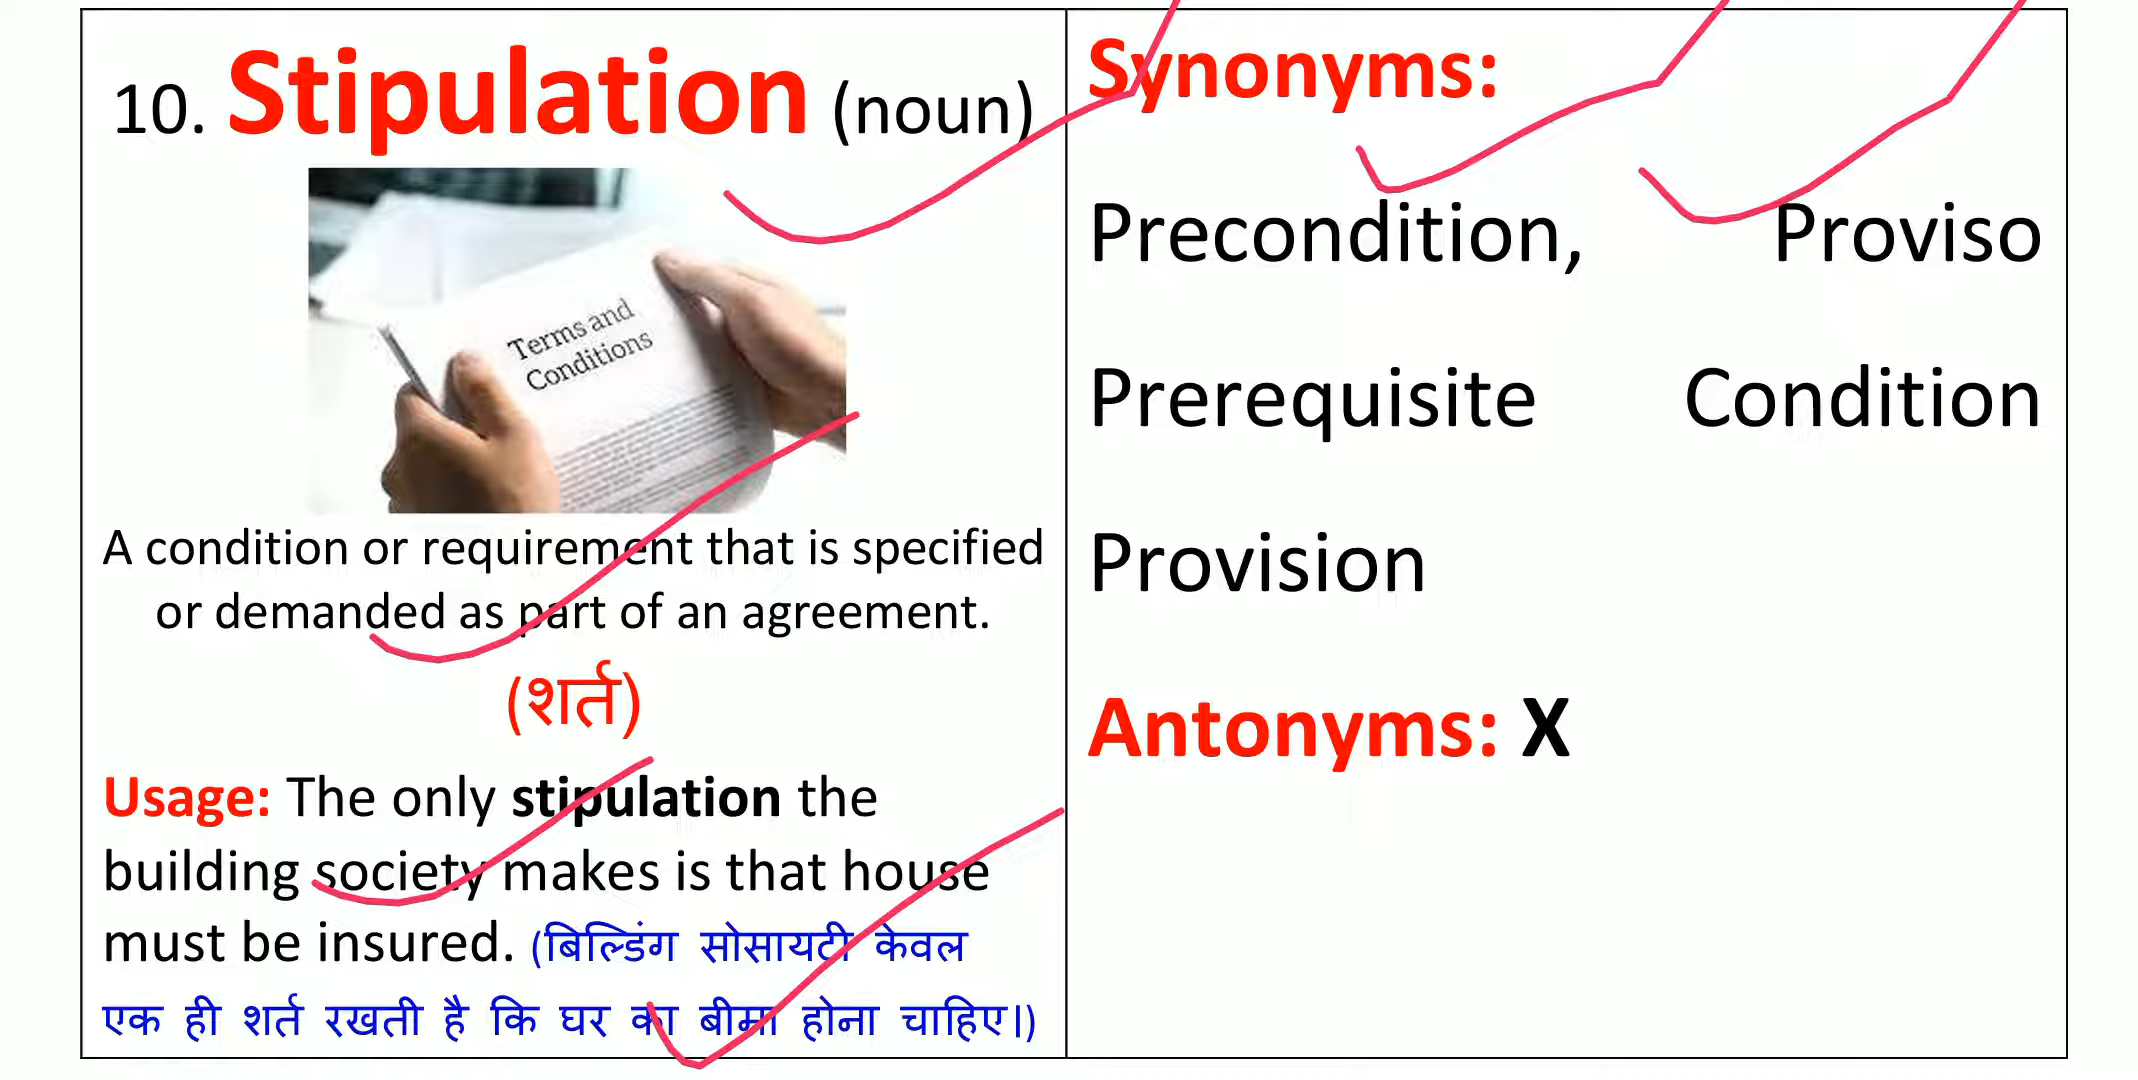 10. Stipulation (noun)
Terms and
Conditions
A condition or requirement that is specified
or demanded as part of an agreement.
(शर्त)
Usage: The only stipulation the
building society makes is that house
must be insured. (बिल्डिंग सोसायटी केवल
एक ही शर्त रखती है कि घर का बीमा होना चाहिए।)
Synonyms:
Precondition, Proviso
Prerequisite Condition
Provision
Antonyms: X